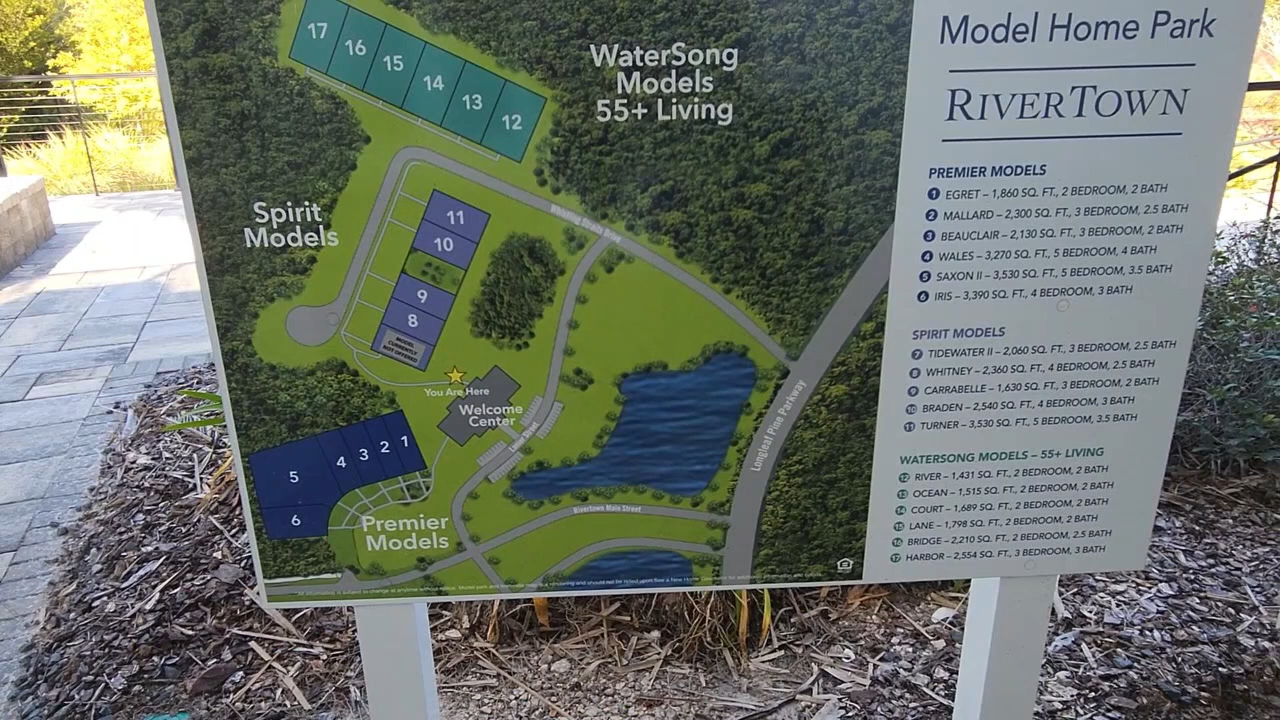 17
16
15
14
13
12
WaterSong
Models
55+ Living
Spirit
Models
11
10
9
8
MODEL
CURRENTLY
NOT OFFERED
Whistling Straits Blvd
You Are Here
Welcome
Center
Longleaf Pine Parkway
5
4
3
2
1
6
Premier
Models
Rivertown Main Street
Model Home Park
RIVERTOWN
PREMIER MODELS
1 EGRET – 1,860 SQ. FT., 2 BEDROOM, 2 BATH
2 MALLARD – 2,300 SQ. FT., 3 BEDROOM, 2.5 BATH
3 BEAUCLAIR – 2,130 SQ. FT., 3 BEDROOM, 2 BATH
4 WALES – 3,270 SQ. FT., 5 BEDROOM, 4 BATH
5 SAXON II – 3,530 SQ. FT., 5 BEDROOM, 3.5 BATH
6 IRIS – 3,390 SQ. FT., 4 BEDROOM, 3 BATH
SPIRIT MODELS
7 TIDEWATER II – 2,060 SQ. FT., 3 BEDROOM, 2.5 BATH
8 WHITNEY – 2,360 SQ. FT., 4 BEDROOM, 2.5 BATH
9 CARRABELLE – 1,630 SQ. FT., 3 BEDROOM, 2 BATH
10 BRADEN – 2,540 SQ. FT., 4 BEDROOM, 3 BATH
11 TURNER – 3,530 SQ. FT., 5 BEDROOM, 3.5 BATH
WATERSONG MODELS – 55+ LIVING
12 RIVER – 1,431 SQ. FT., 2 BEDROOM, 2 BATH
13 OCEAN – 1,515 SQ. FT., 2 BEDROOM, 2 BATH
14 COURT – 1,689 SQ. FT., 2 BEDROOM, 2 BATH
15 LANE – 1,798 SQ. FT., 2 BEDROOM, 2 BATH
16 BRIDGE – 2,210 SQ. FT., 2 BEDROOM, 2.5 BATH
17 HARBOR – 2,554 SQ. FT., 3 BEDROOM, 3 BATH